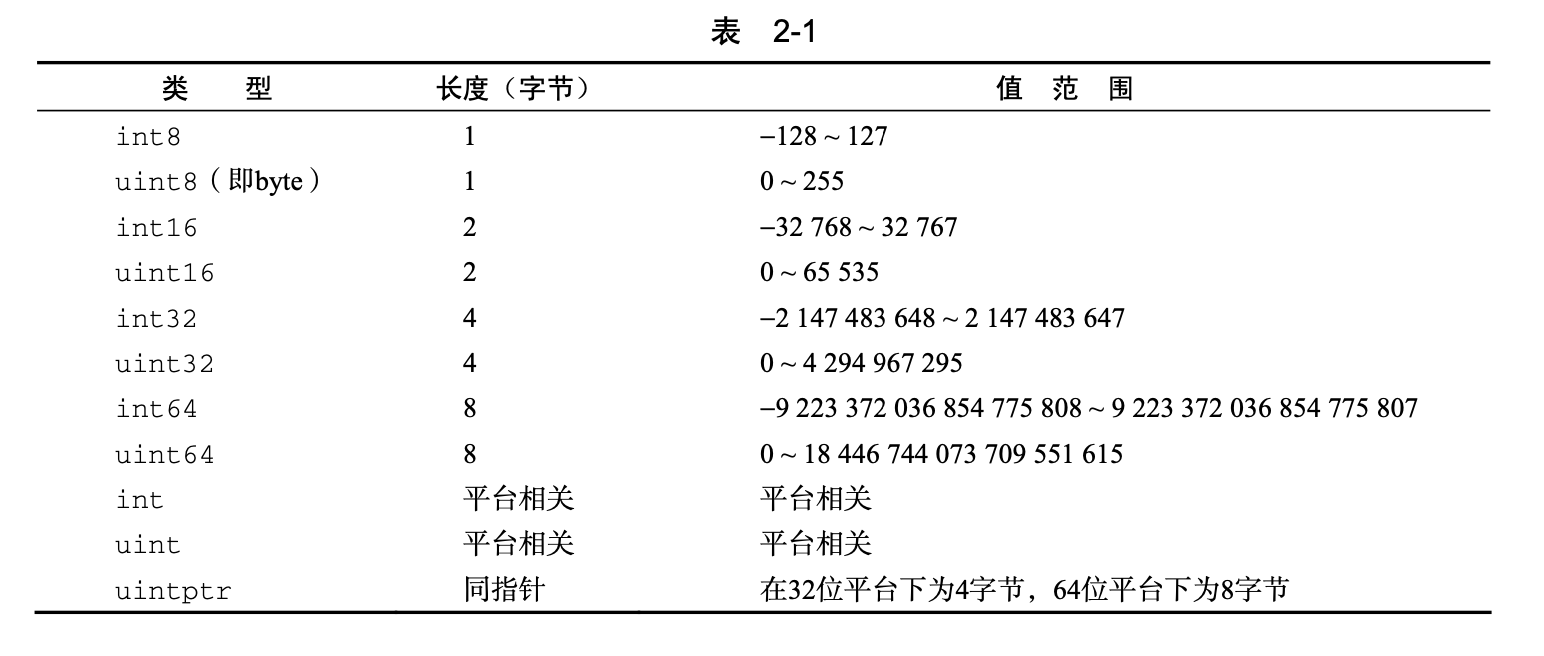 表 2-1
类 型 长度（字节） 值 范 围
int8 1 –128 ~ 127
uint8（即byte） 1 0 ~ 255
int16 2 –32 768 ~ 32 767
uint16 2 0 ~ 65 535
int32 4 –2 147 483 648 ~ 2 147 483 647
uint32 4 0 ~ 4 294 967 295
int64 8 –9 223 372 036 854 775 808 ~ 9 223 372 036 854 775 807
uint64 8 0 ~ 18 446 744 073 709 551 615
int 平台相关 平台相关
uint 平台相关 平台相关
uintptr 同指针 在32位平台下为4字节，64位平台下为8字节